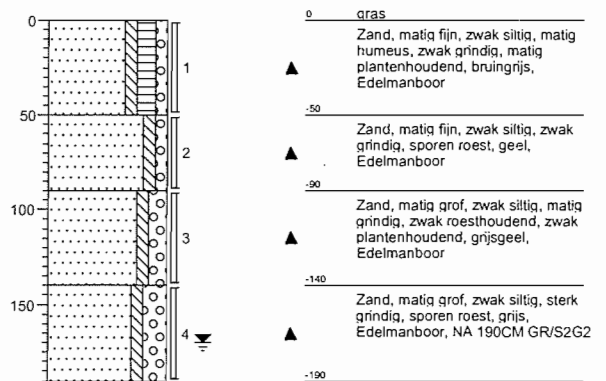 0
50
100
150
1
2
3
4
0 gras
Zand, matig fijn, zwak siltig, matig
humeus, zwak grindig, matig
plantenhoudend, bruingrijs,
Edelmanboor
-50
Zand, matig fijn, zwak siltig, zwak
grindig, sporen roest, geel,
Edelmanboor
-90
Zand, matig grof, zwak siltig, matig
grindig, zwak roesthoudend, zwak
plantenhoudend, grijsgeel,
Edelmanboor
-140
Zand, matig grof, zwak siltig, sterk
grindig, sporen roest, grijs,
Edelmanboor, NA 190CM GR/S2G2
-190